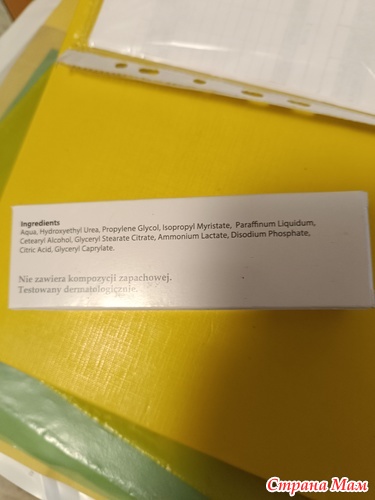 Ingredients
Aqua, Hydroxyethyl Urea, Propylene Glycol, Isopropyl Myristate, Paraffinum Liquidum,
Cetearyl Alcohol, Glyceryl Stearate Citrate, Ammonium Lactate, Disodium Phosphate,
Citric Acid, Glyceryl Caprylate.
Nie zawiera kompozycji zapachowej.
Testowany dermatologicznie.
Страна Мам